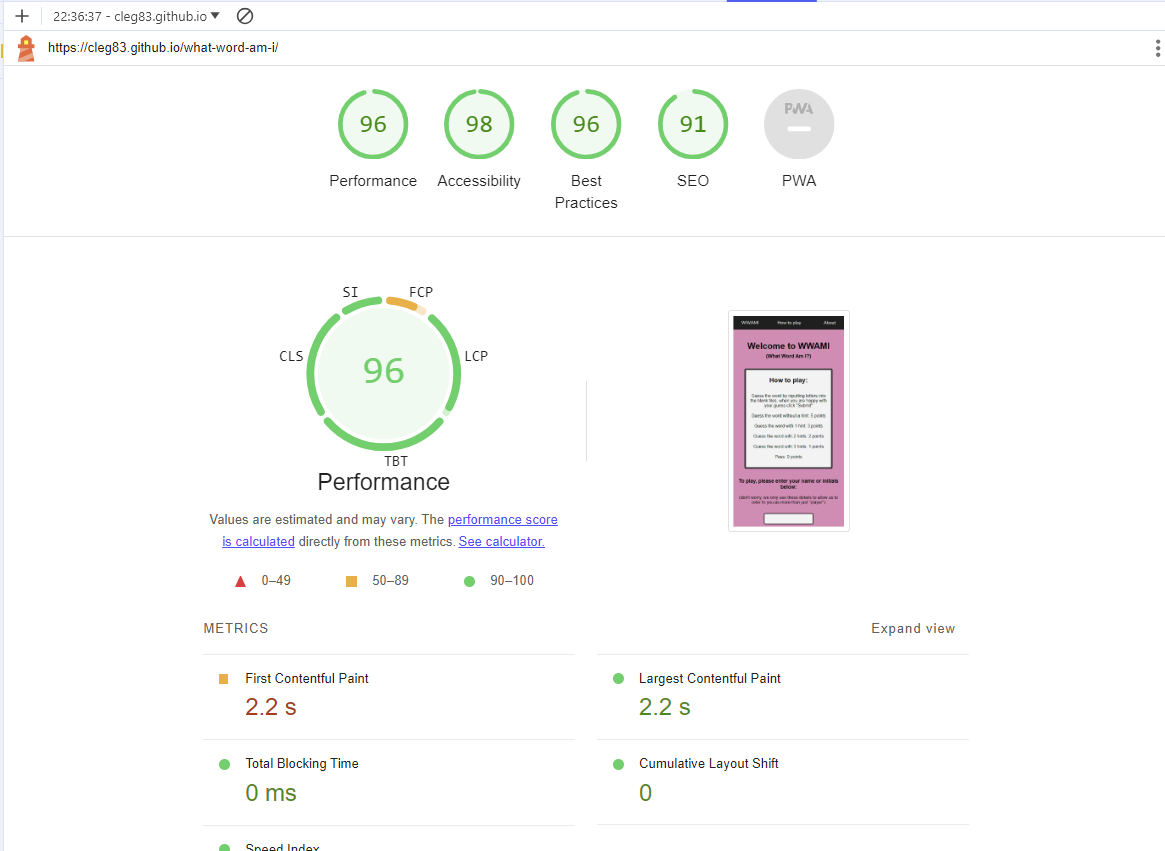 22:36:37 - cleg83.github.io
https://cleg83.github.io/what-word-am-i/
96
98
96
91
PWA
Performance
Accessibility
Best
Practices
SEO
PWA
SI
FCP
CLS
LCP
96
TBT
Performance
Values are estimated and may vary. The performance score
is calculated directly from these metrics. See calculator.
0–49
50–89
90–100
WWAMI
How to play
About
Welcome to WWAMI
(What Word Am I?)
How to play:
Guess the word by inputting letters into
the blank tiles, when you are happy with
your guess click "Submit"
Guess the word without a hint: 5 points
Guess the word with 1 hint: 3 points
Guess the word with 2 hints: 2 points
Guess the word with 3 hints: 1 points
Pass: 0 points
To play, please enter your name or initials
below:
(don't worry, we only use these details to allow us to
refer to you as more than just "player")
METRICS
Expand view
First Contentful Paint
2.2 s
Largest Contentful Paint
2.2 s
Total Blocking Time
0 ms
Cumulative Layout Shift
0
Speed Index